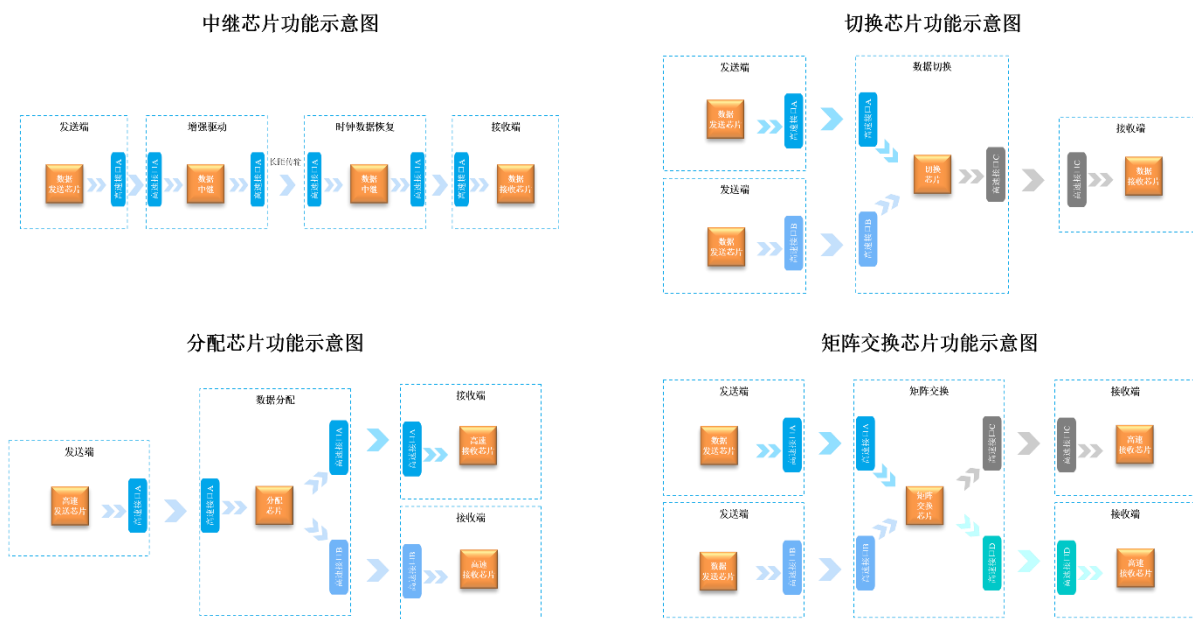 中继芯片功能示意图
发送端
数据
发送芯片
高速接口A
增强驱动
高速接口A
数据
中继
高速接口A
长距传输
时钟数据恢复
高速接口A
数据
中继
高速接口A
接收端
高速接口A
数据
接收芯片
切换芯片功能示意图
发送端
数据
发送芯片
高速接口A
发送端
数据
发送芯片
高速接口B
数据切换
高速接口A
高速接口B
切换
芯片
高速接口C
接收端
高速接口C
数据
接收芯片
分配芯片功能示意图
发送端
高速
发送芯片
高速接口A
数据分配
高速接口A
分配
芯片
高速接口A
高速接口B
接收端
高速接口A
高速
接收芯片
接收端
高速接口B
高速
接收芯片
矩阵交换芯片功能示意图
发送端
数据
发送芯片
高速接口A
发送端
数据
发送芯片
高速接口B
矩阵交换
高速接口A
高速接口B
矩阵
交换
芯片
高速接口C
高速接口D
接收端
高速接口C
高速
接收芯片
接收端
高速接口D
高速
接收芯片